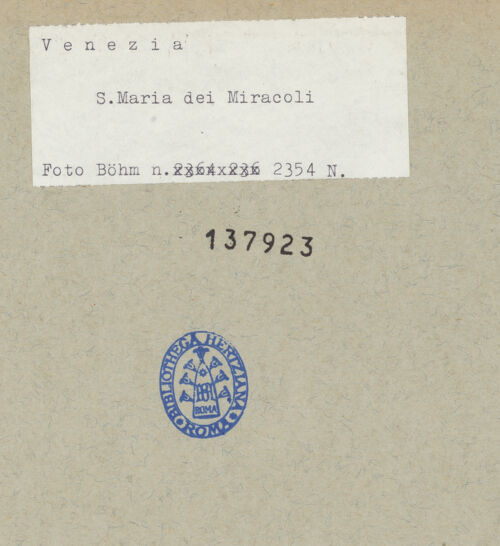 Venezia
S.Maria dei Miracoli
Foto Böhm n. 2354 N.
137923
BIBLIOTHECA HERTZIANA
ROMA
ROMA